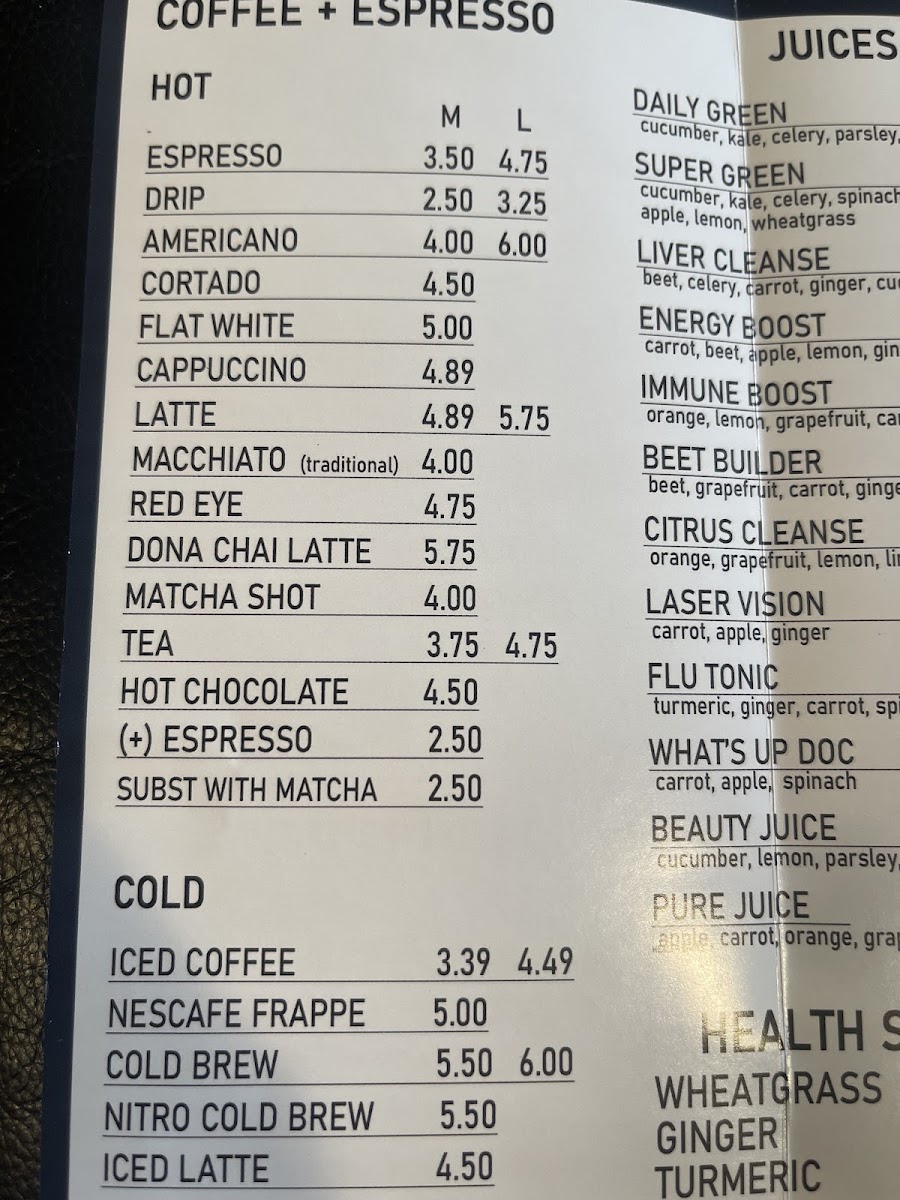 COFFEE + ESPRESSO
HOT
M L
ESPRESSO 3.50 4.75
DRIP 2.50 3.25
AMERICANO 4.00 6.00
CORTADO 4.50
FLAT WHITE 5.00
CAPPUCCINO 4.89
LATTE 4.89 5.75
MACCHIATO (traditional) 4.00
RED EYE 4.75
DONA CHAI LATTE 5.75
MATCHA SHOT 4.00
TEA 3.75 4.75
HOT CHOCOLATE 4.50
(+) ESPRESSO 2.50
SUBST WITH MATCHA 2.50
COLD
ICED COFFEE 3.39 4.49
NESCAFE FRAPPE 5.00
COLD BREW 5.50 6.00
NITRO COLD BREW 5.50
ICED LATTE 4.50
JUICES
DAILY GREEN
cucumber, kale, celery, parsley,
SUPER GREEN
cucumber, kale, celery, spinach
apple, lemon, wheatgrass
LIVER CLEANSE
beet, celery, carrot, ginger,
ENERGY BOOST
carrot, beet, apple, lemon,
IMMUNE BOOST
orange, lemon, grapefruit,
BEET BUILDER
beet, grapefruit, carrot,
CITRUS CLEANSE
orange, grapefruit, lemon,
LASER VISION
carrot, apple, ginger
FLU TONIC
turmeric, ginger, carrot,
WHAT'S UP DOC
carrot, apple, spinach
BEAUTY JUICE
cucumber, lemon, parsley,
PURE JUICE
apple, carrot, orange,
HEALTH
WHEATGRASS
GINGER
TURMERIC